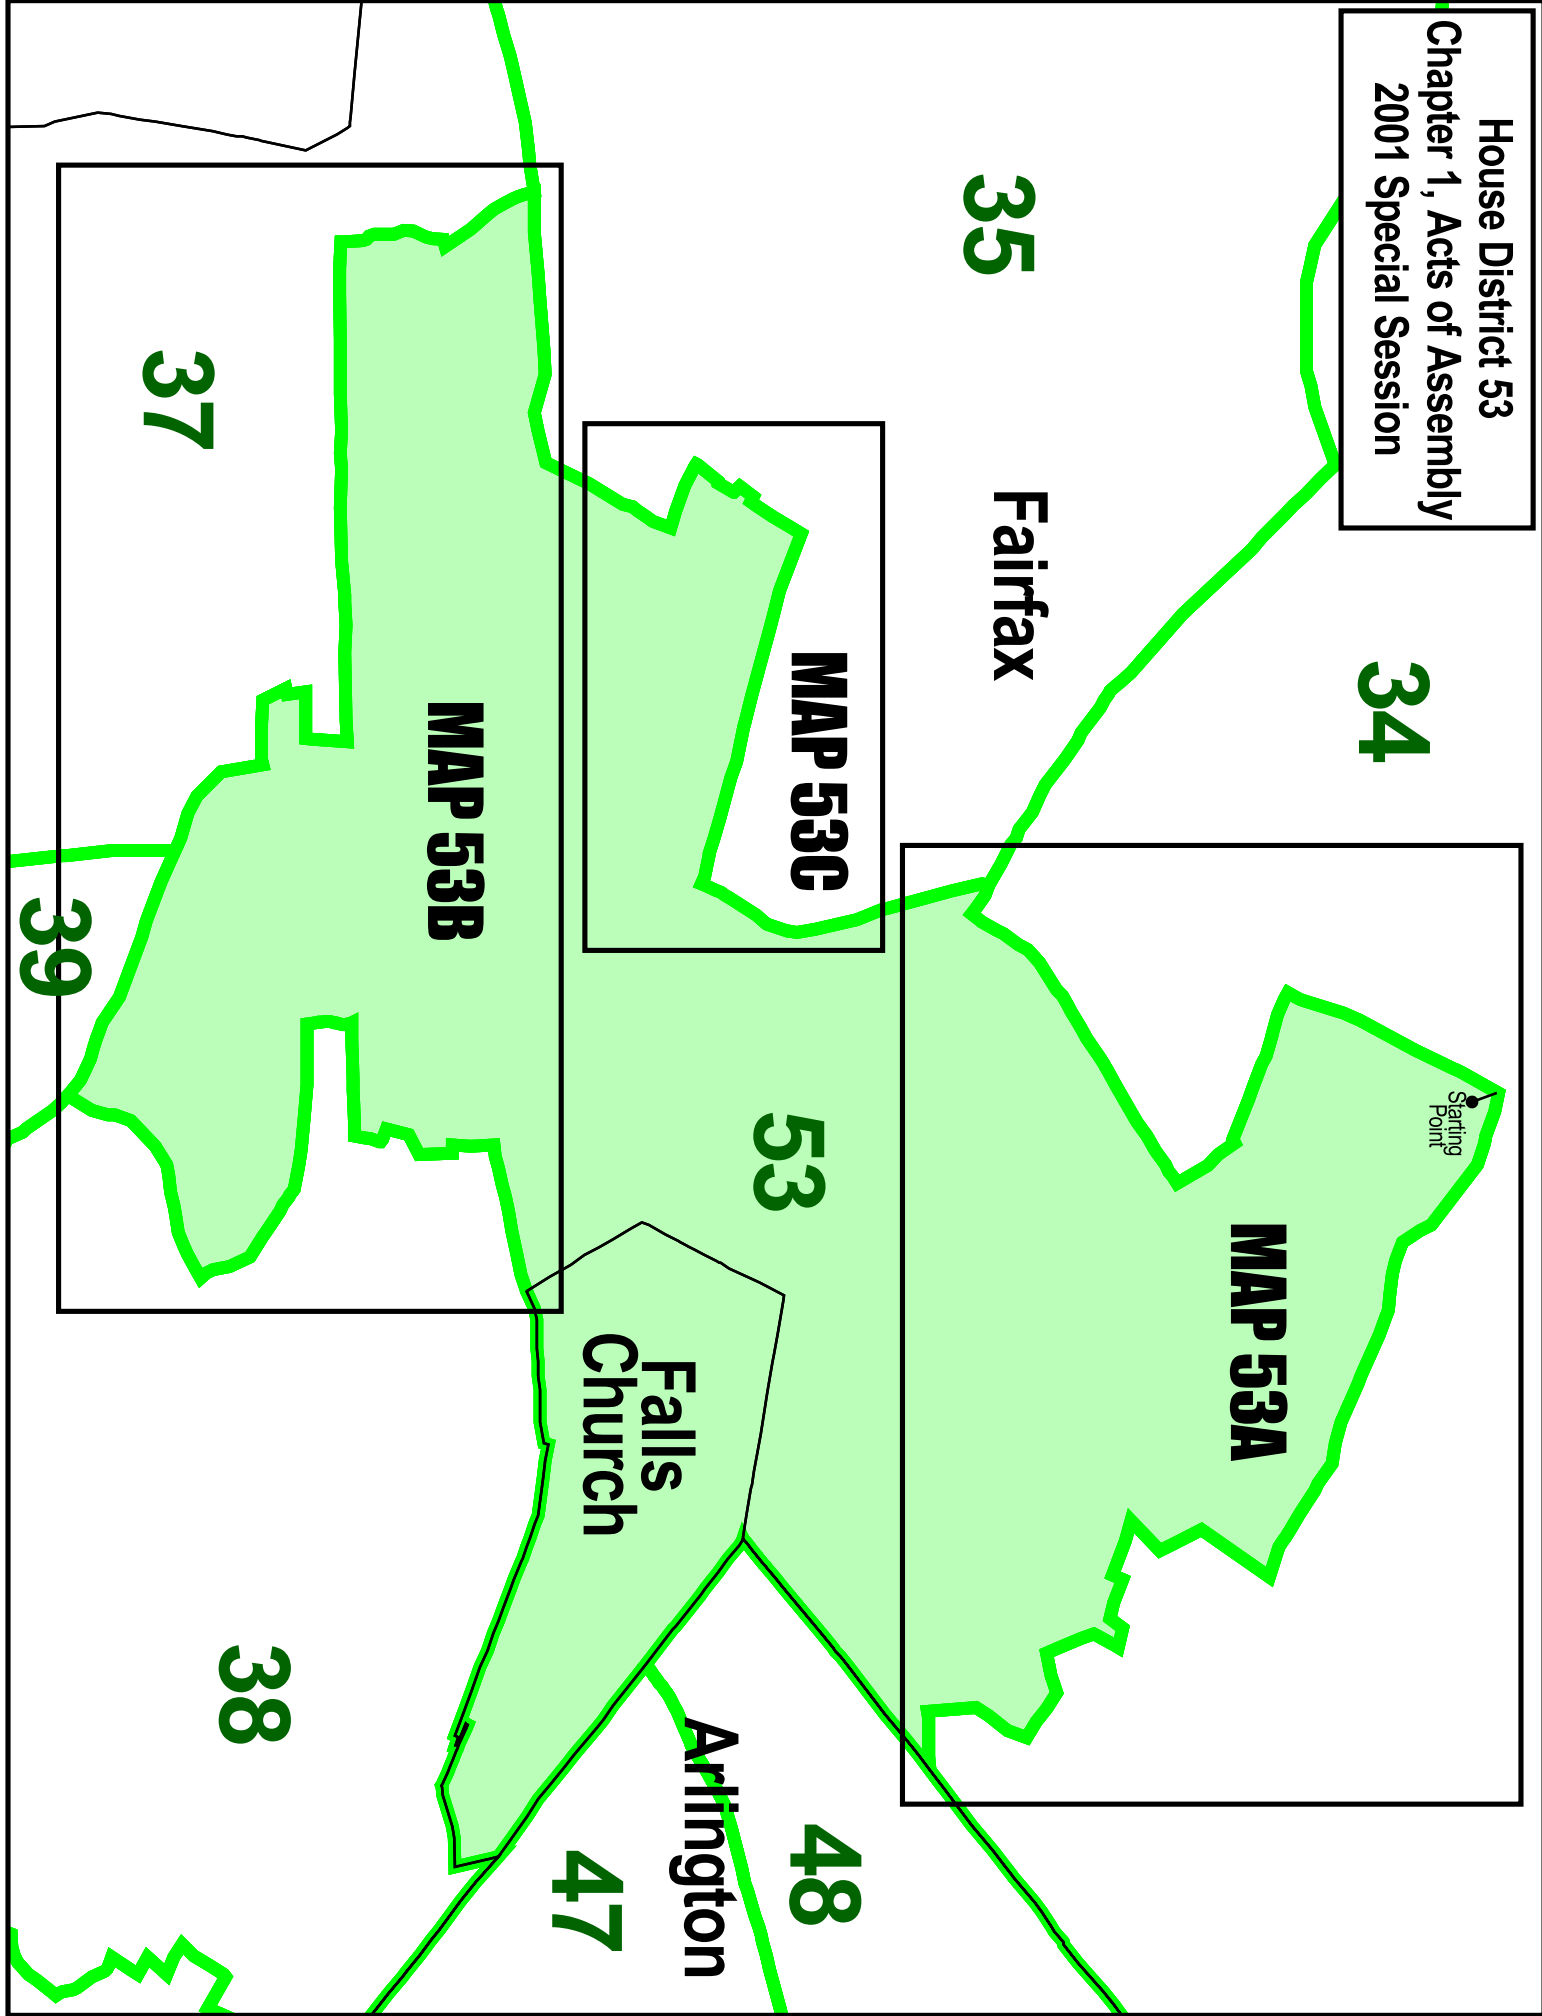 House District 53
Chapter 1, Acts of Assembly
2001 Special Session
34
35
Fairfax
Starting
Point
MAP 53A
MAP 53C
53
37
MAP 53B
39
Falls
Church
48
Arlington
47
38